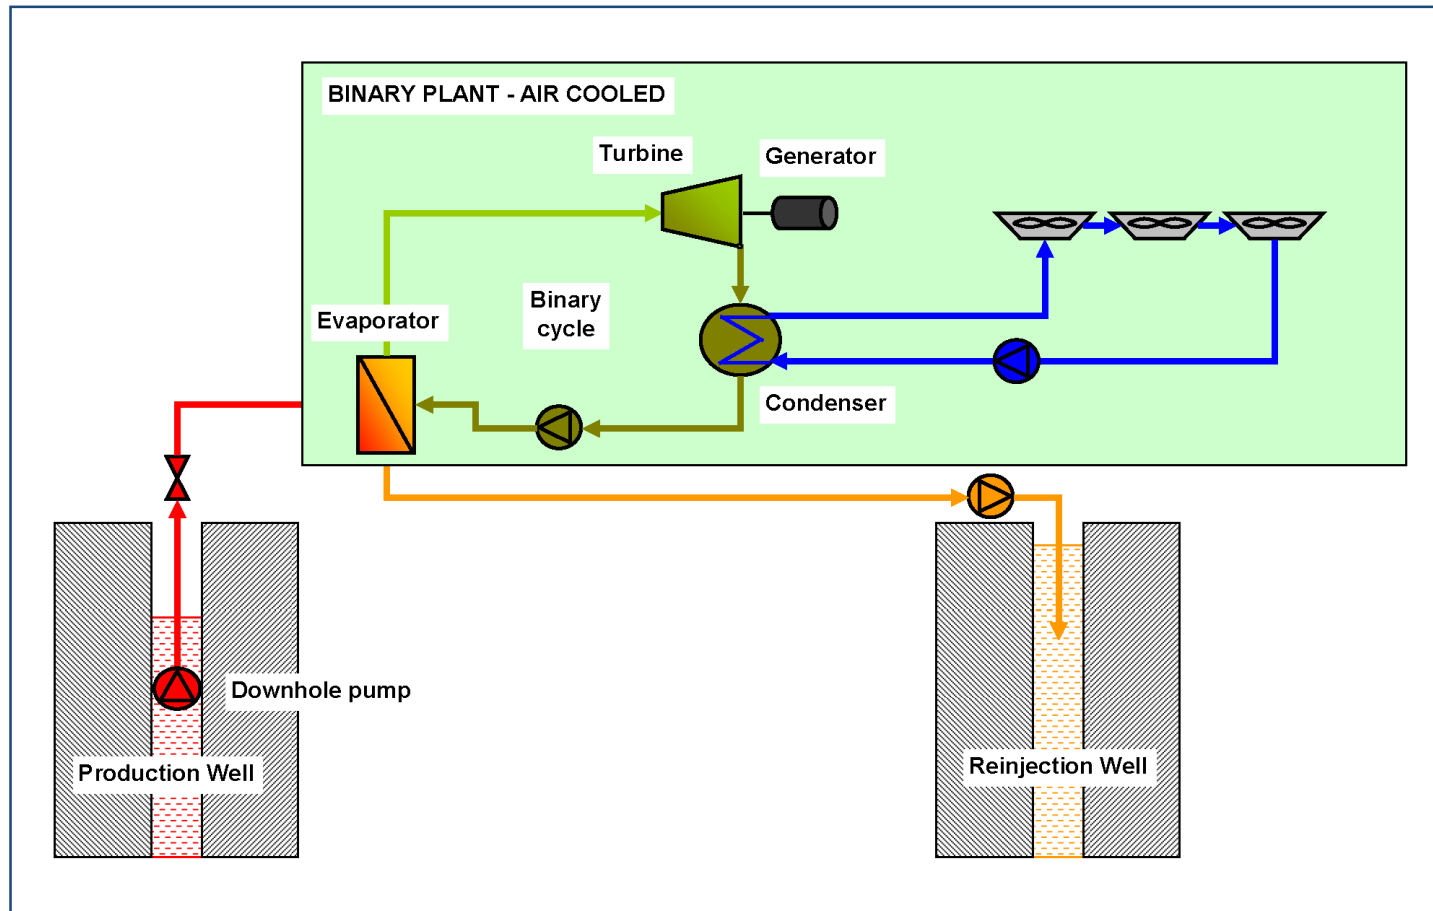 BINARY PLANT - AIR COOLED
Turbine
Generator
Binary
cycle
Evaporator
Condenser
Downhole pump
Production Well
Reinjection Well